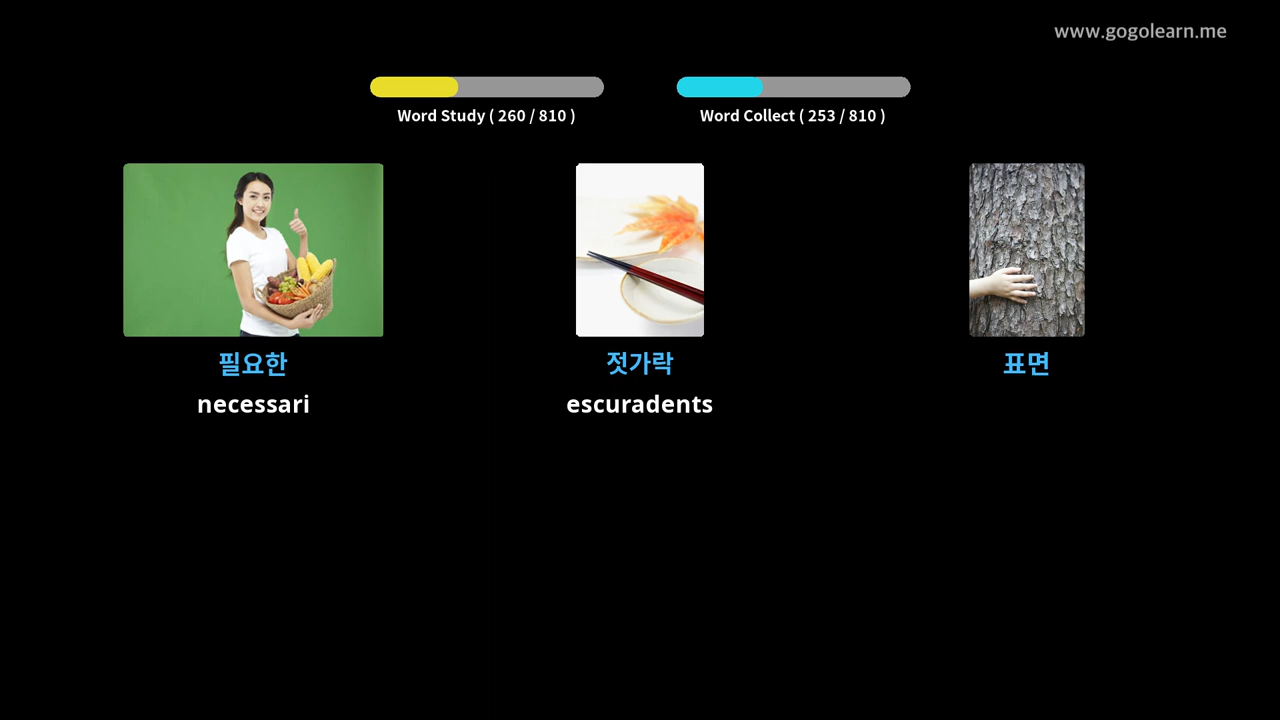 www.gogolearn.me
Word Study ( 260 / 810 )
Word Collect ( 253 / 810 )
필요한
necessari
젓가락
escuradents
표면